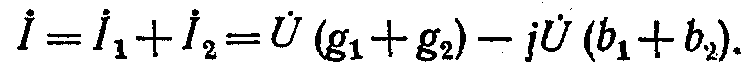 İ = İ₁ + İ₂ = U̇ (g₁ + g₂) − jU̇ (b₁ + b₂).